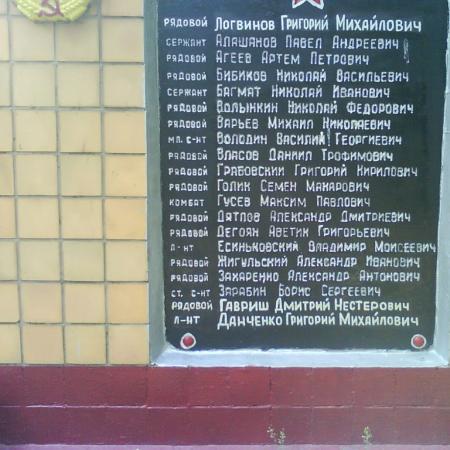 рядовой Логвинов Григорий Михайлович
сержант Алашанов Павел Андреевич
рядовой Агеев Артем Петрович
рядовой Бибиков Николай Васильевич
сержант Багмат Николай Иванович
рядовой Волынкин Николай Федорович
рядовой Варьев Михаил Николаевич
мл. с-нт Володин Василий Георгиевич
рядовой Власов Даниил Трофимович
рядовой Грабовский Григорий Кирилович
рядовой Голик Семен Макарович
комбат Гусев Максим Павлович
рядовой Дятлов Александр Дмитриевич
рядовой Дегоян Аветик Григорьевич
л-нт Есиньковский Владимир Моисеевич
рядовой Жигульский Александр Иванович
рядовой Захаренко Александр Антонович
ст. с-нт Зарабин Борис Сергеевич
рядовой Гавриш Дмитрий Нестерович
л-нт Данченко Григорий Михайлович